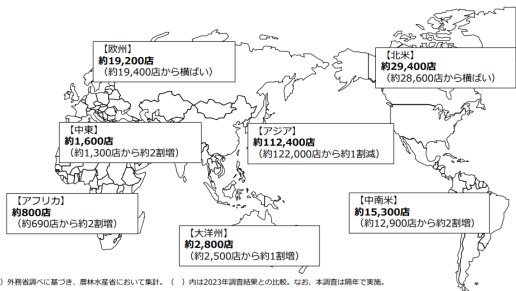 【欧州】
約19,200店
（約19,400店から横ばい）
【北米】
約29,400店
（約28,600店から横ばい）
【中東】
約1,600店
（約1,300店から約2割増）
【アジア】
約112,400店
（約122,000店から約1割減）
【アフリカ】
約800店
（約690店から約2割増）
【大洋州】
約2,800店
（約2,500店から約1割増）
【中南米】
約15,300店
（約12,900店から約2割増）
）外務省調べに基づき、農林水産省において集計。（　）内は2023年調査結果との比較。なお、本調査は隔年で実施。